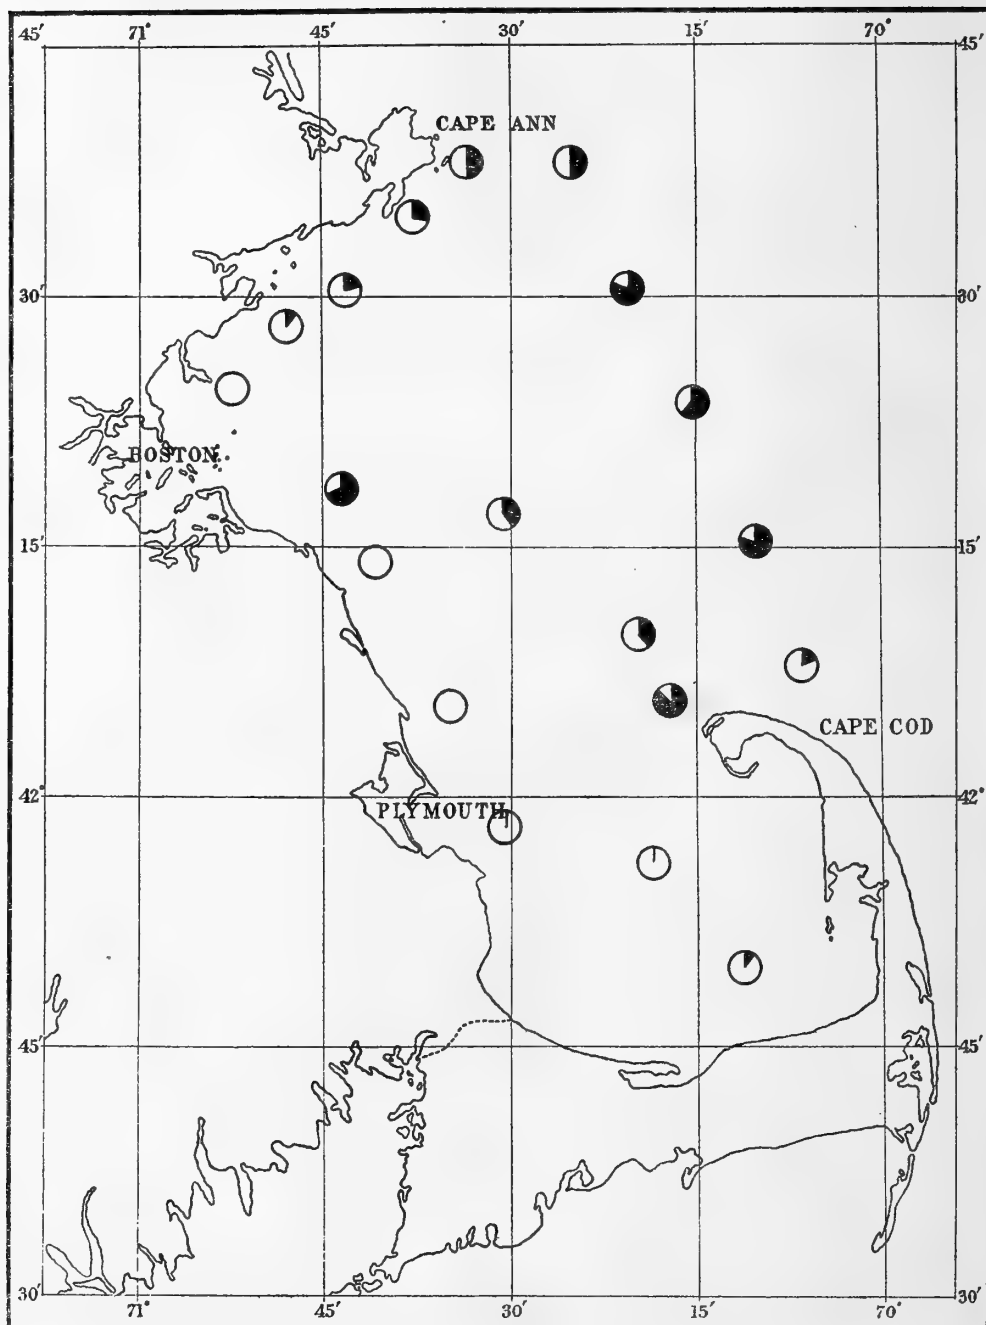 45′ 71° 45′ 30′ 15′ 70° 45′
CAPE ANN
30′ 30′
BOSTON
15′ 15′
CAPE COD
42° 42°
PLYMOUTH
45′ 45′
30′ 71° 45′ 30′ 15′ 70° 30′